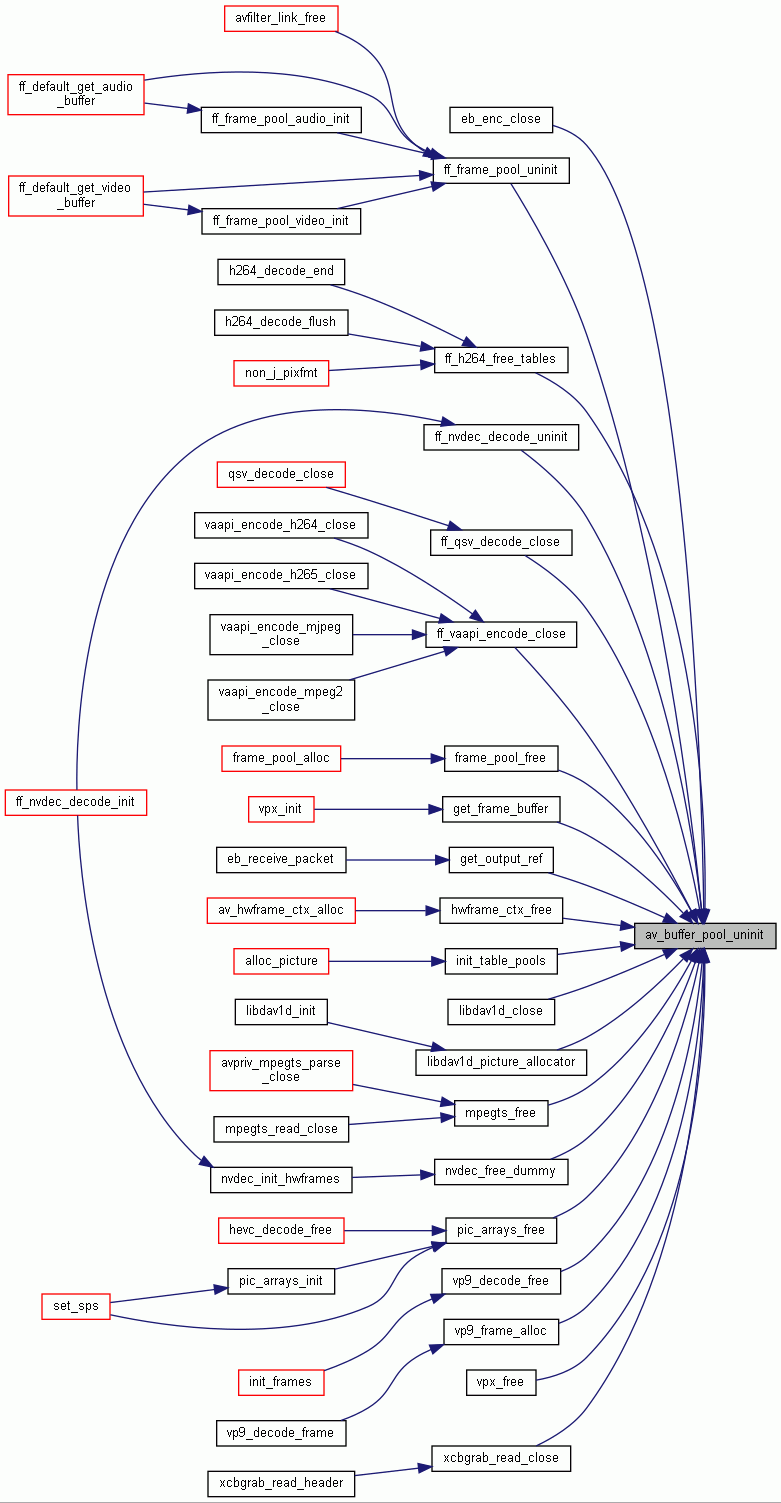 avfilter_link_free
ff_default_get_audio
_buffer
ff_frame_pool_audio_init
eb_enc_close
ff_frame_pool_uninit
ff_default_get_video
_buffer
ff_frame_pool_video_init
h264_decode_end
h264_decode_flush
ff_h264_free_tables
non_j_pixfmt
ff_nvdec_decode_uninit
qsv_decode_close
vaapi_encode_h264_close
ff_qsv_decode_close
vaapi_encode_h265_close
vaapi_encode_mjpeg
_close
ff_vaapi_encode_close
vaapi_encode_mpeg2
_close
frame_pool_alloc
frame_pool_free
ff_nvdec_decode_init
vpx_init
get_frame_buffer
eb_receive_packet
get_output_ref
av_hwframe_ctx_alloc
hwframe_ctx_free
av_buffer_pool_uninit
alloc_picture
init_table_pools
libdav1d_init
libdav1d_close
avpriv_mpegts_parse
_close
libdav1d_picture_allocator
mpegts_read_close
mpegts_free
nvdec_init_hwframes
nvdec_free_dummy
hevc_decode_free
pic_arrays_free
pic_arrays_init
vp9_decode_free
set_sps
vp9_frame_alloc
init_frames
vpx_free
vp9_decode_frame
xcbgrab_read_close
xcbgrab_read_header